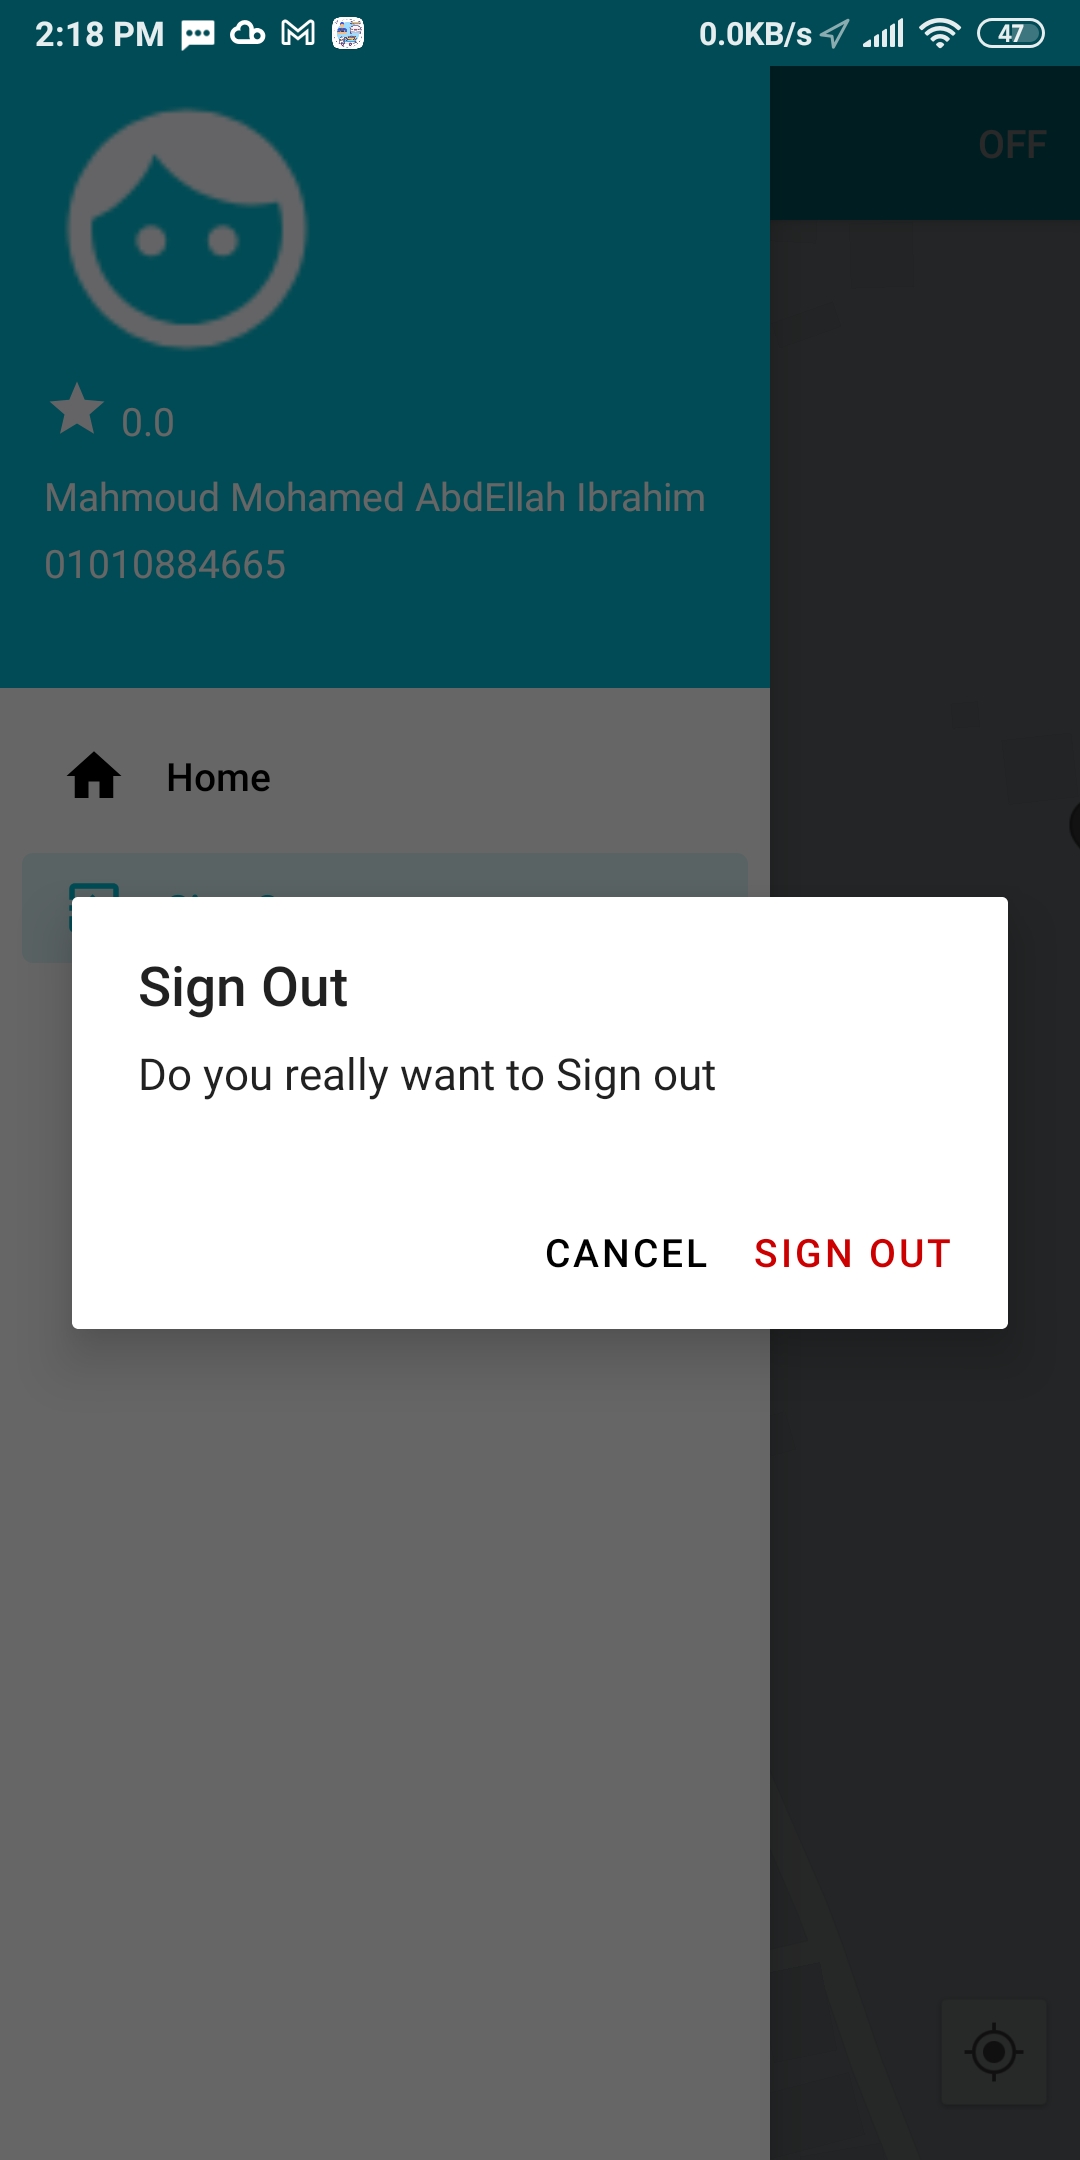 2:18 PM 0.0KB/s 47
OFF
0.0
Mahmoud Mohamed AbdEllah Ibrahim
01010884665
Home
Sign Out
Do you really want to Sign out
CANCEL SIGN OUT